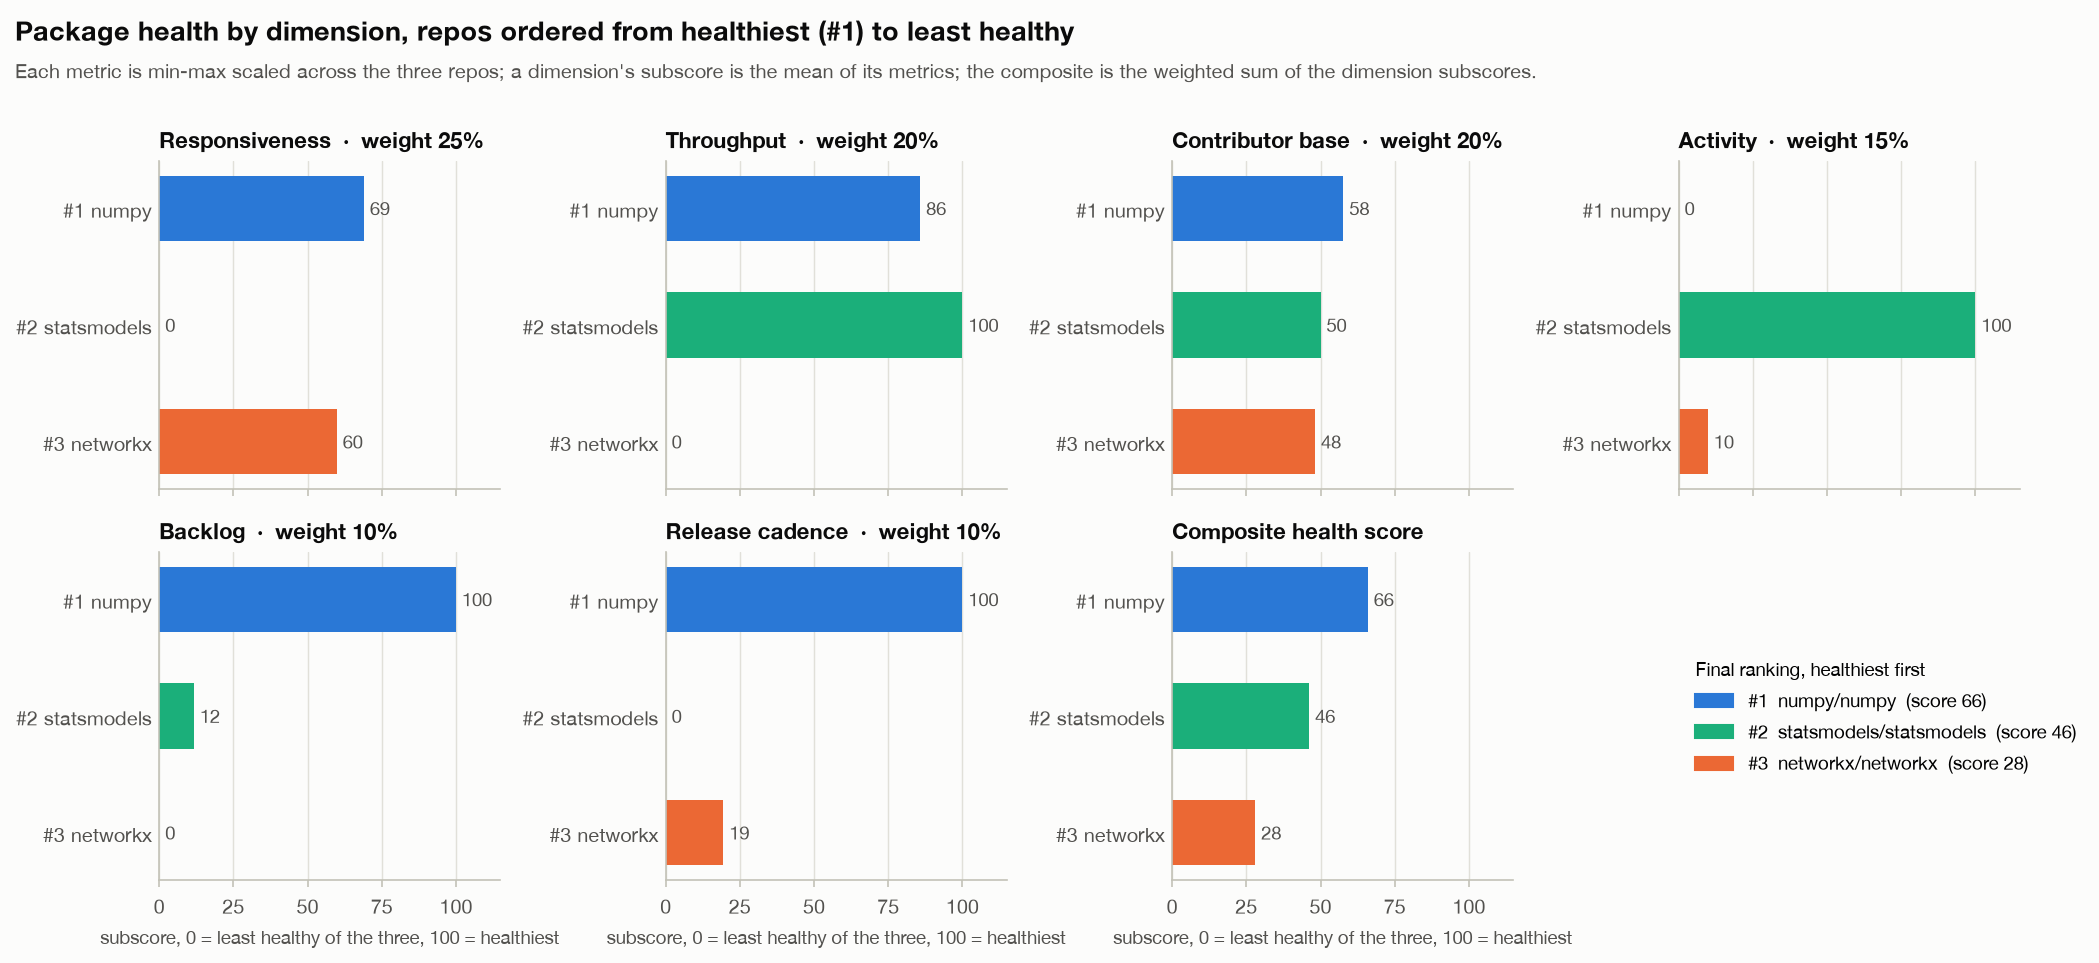 Package health by dimension, repos ordered from healthiest (#1) to least healthy
Each metric is min-max scaled across the three repos; a dimension's subscore is the mean of its metrics; the composite is the weighted sum of the dimension subscores.
Responsiveness · weight 25%
#1 numpy 69
#2 statsmodels 0
#3 networkx 60
Throughput · weight 20%
#1 numpy 86
#2 statsmodels 100
#3 networkx 0
Contributor base · weight 20%
#1 numpy 58
#2 statsmodels 50
#3 networkx 48
Activity · weight 15%
#1 numpy 0
#2 statsmodels 100
#3 networkx 10
Backlog · weight 10%
#1 numpy 100
#2 statsmodels 12
#3 networkx 0
0 25 50 75 100
subscore, 0 = least healthy of the three, 100 = healthiest
Release cadence · weight 10%
#1 numpy 100
#2 statsmodels 0
#3 networkx 19
0 25 50 75 100
subscore, 0 = least healthy of the three, 100 = healthiest
Composite health score
#1 numpy 66
#2 statsmodels 46
#3 networkx 28
0 25 50 75 100
subscore, 0 = least healthy of the three, 100 = healthiest
Final ranking, healthiest first
#1 numpy/numpy (score 66)
#2 statsmodels/statsmodels (score 46)
#3 networkx/networkx (score 28)